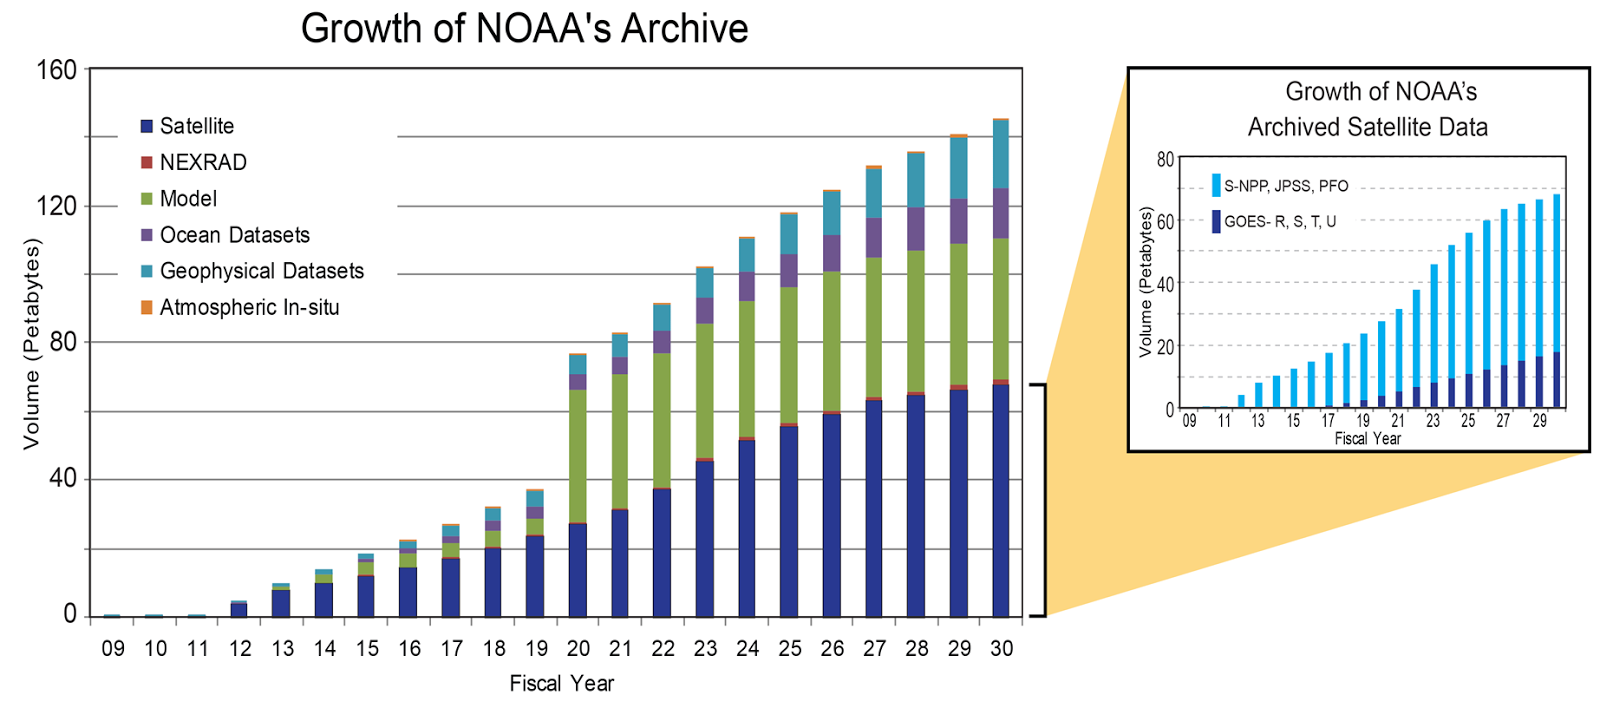 Growth of NOAA's Archive
160
120
80
40
0
Volume (Petabytes)
Satellite
NEXRAD
Model
Ocean Datasets
Geophysical Datasets
Atmospheric In-situ
09 10 11 12 13 14 15 16 17 18 19 20 21 22 23 24 25 26 27 28 29 30
Fiscal Year
Growth of NOAA's
Archived Satellite Data
80
60
40
20
0
Volume (Petabytes)
S-NPP, JPSS, PFO
GOES- R, S, T, U
09 11 13 15 17 19 21 23 25 27 29
Fiscal Year